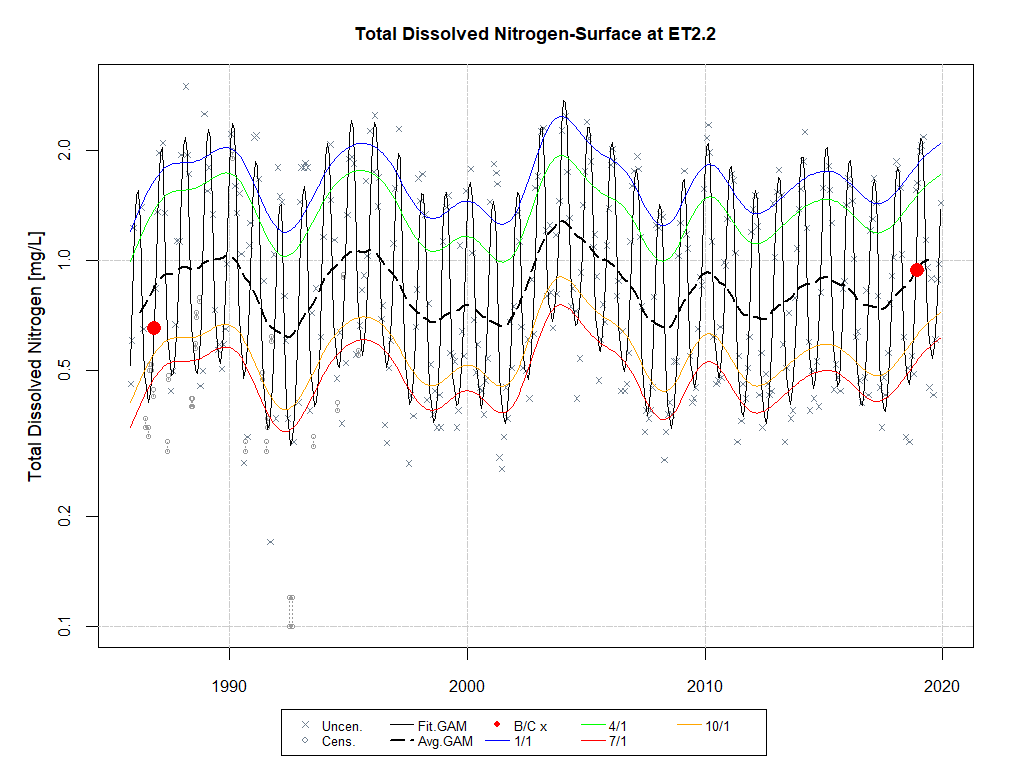 Total Dissolved Nitrogen-Surface at ET2.2
Total Dissolved Nitrogen [mg/L]
2.0
1.0
0.5
0.2
0.1
1990 2000 2010 2020
Uncen. Fit.GAM B/C x 4/1 10/1
Cens. Avg.GAM 1/1 7/1